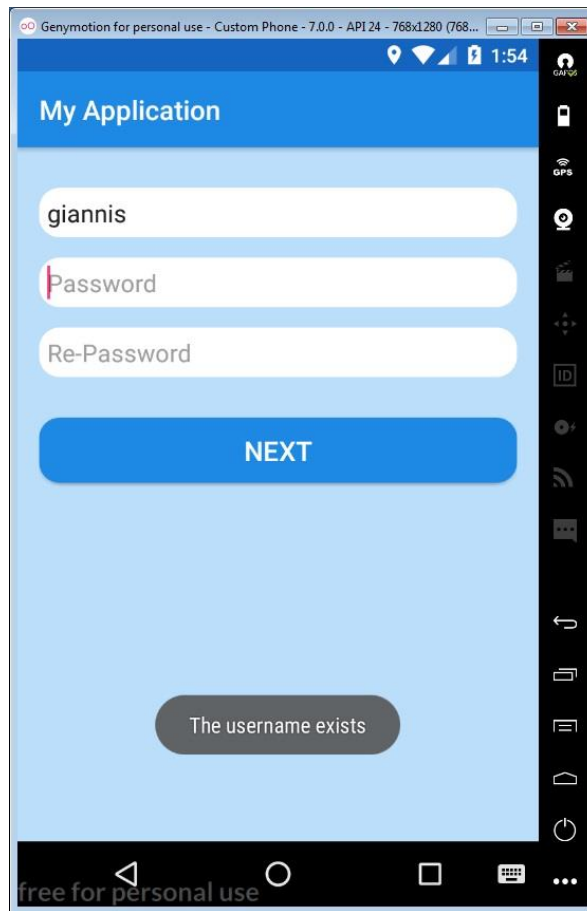 Genymotion for personal use - Custom Phone - 7.0.0 - API 24 - 768x1280 (768...
1:54
My Application
GAPPS
GPS
giannis
Password
Re-Password
ID
NEXT
The username exists
free for personal use